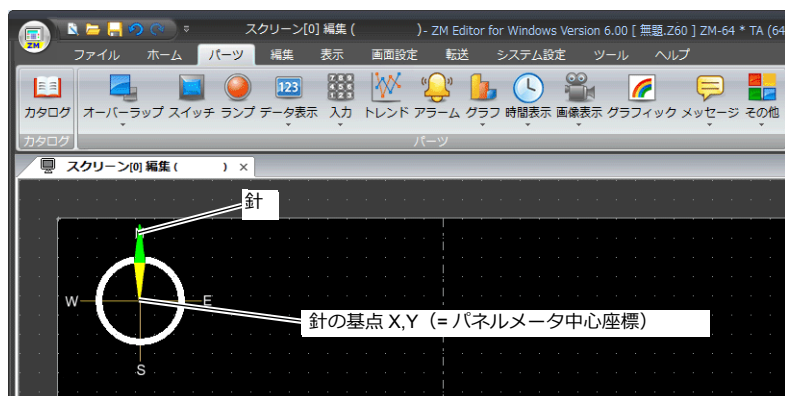 スクリーン[0] 編集 ( )- ZM Editor for Windows Version 6.00 [ 無題.Z60 ] ZM-64 * TA (64
ZM
ファイル ホーム パーツ 編集 表示 画面設定 転送 システム設定 ツール ヘルプ
123
カタログ オーバーラップ スイッチ ランプ データ表示 入力 トレンド アラーム グラフ 時間表示 画像表示 グラフィック メッセージ その他
カタログ パーツ
スクリーン[0] 編集 ( ) ×
針
N
W E
針の基点 X,Y（= パネルメータ中心座標）
S